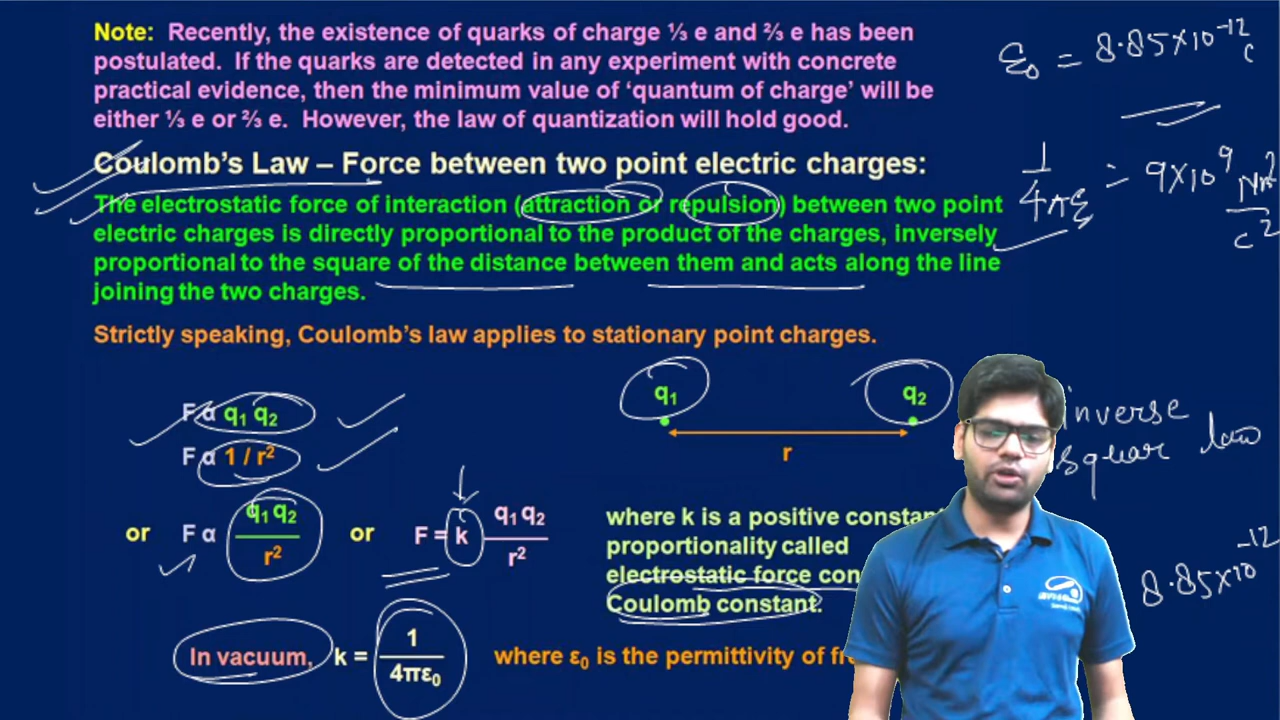 Note: Recently, the existence of quarks of charge ⅓ e and ⅔ e has been
postulated. If the quarks are detected in any experiment with concrete
practical evidence, then the minimum value of ‘quantum of charge’ will be
either ⅓ e or ⅔ e. However, the law of quantization will hold good.
ε₀ = 8.85×10⁻¹²
c
Coulomb’s Law – Force between two point electric charges:
The electrostatic force of interaction (attraction or repulsion) between two point
electric charges is directly proportional to the product of the charges, inversely
proportional to the square of the distance between them and acts along the line
joining the two charges.
1/4πε = 9×10⁹ Nm²/c²
Strictly speaking, Coulomb’s law applies to stationary point charges.
F α q₁ q₂
F α 1 / r²
or F α q₁ q₂ / r² or F = k q₁ q₂ / r²
q₁ q₂
r
inverse
square law
where k is a positive constan
proportionality called
electrostatic force con
Coulomb constant.
8.85×10⁻¹²
In vacuum, k = 1 / 4πε₀
where ε₀ is the permittivity of fr